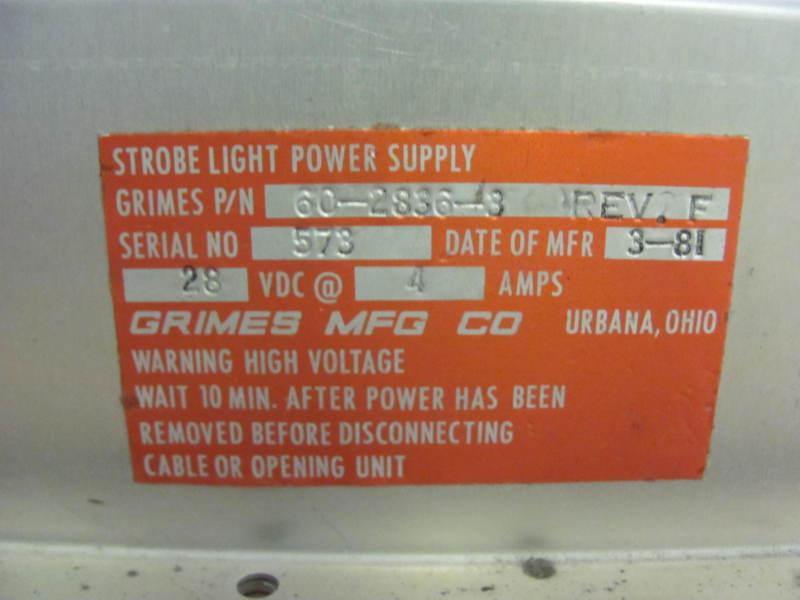 STROBE LIGHT POWER SUPPLY
GRIMES P/N 60-2836-3 REV. F
SERIAL NO 573 DATE OF MFR 3-81
28 VDC @ 4 AMPS
GRIMES MFG CO URBANA, OHIO
WARNING HIGH VOLTAGE
WAIT 10 MIN. AFTER POWER HAS BEEN
REMOVED BEFORE DISCONNECTING
CABLE OR OPENING UNIT